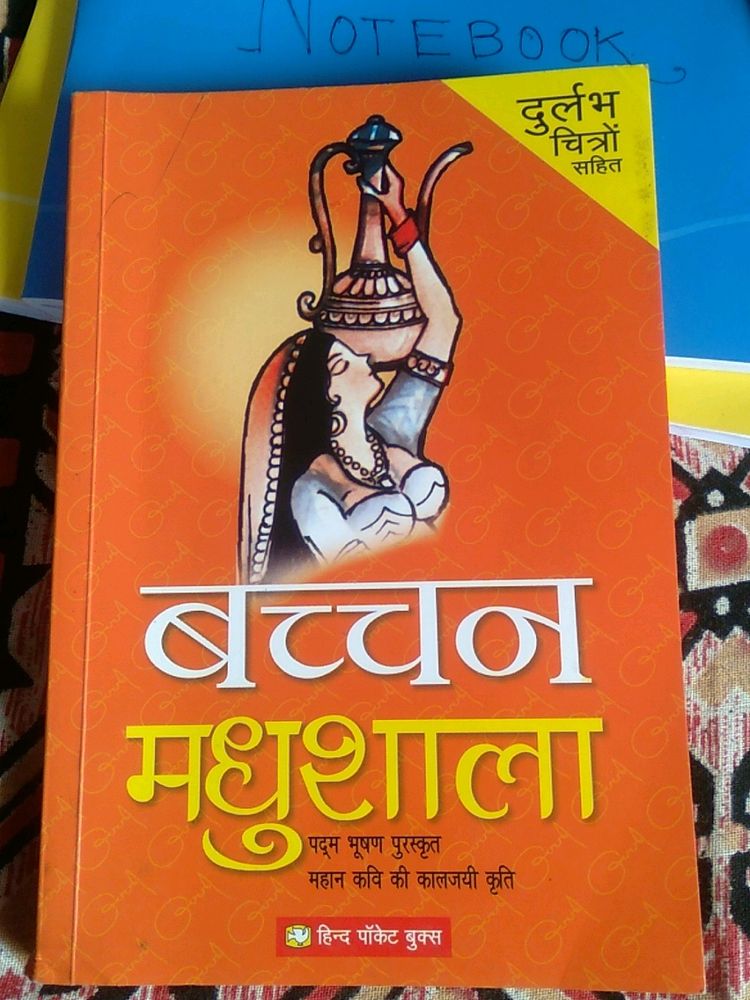 NOTEBOOK
दुर्लभ
चित्रों
सहित
बच्चन
मधुशाला
पद्म भूषण पुरस्कृत
महान कवि की कालजयी कृति
हिन्द पॉकेट बुक्स